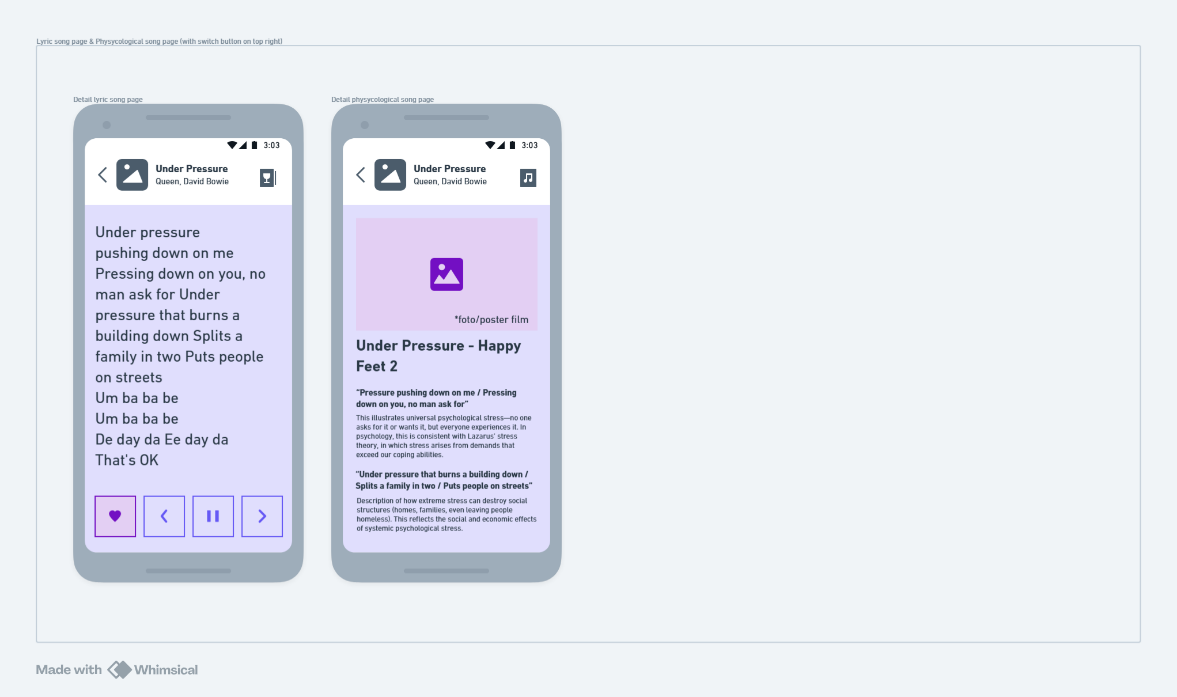 Lyric song page & Physycological song page (with switch button on top right)
Detail lyric song page
3:03
Under Pressure
Queen, David Bowie
Under pressure
pushing down on me
Pressing down on you, no
man ask for Under
pressure that burns a
building down Splits a
family in two Puts people
on streets
Um ba ba be
Um ba ba be
De day da Ee day da
That's OK
Detail physycological song page
3:03
Under Pressure
Queen, David Bowie
*foto/poster film
Under Pressure - Happy
Feet 2
"Pressure pushing down on me / Pressing
down on you, no man ask for"
This illustrates universal psychological stress—no one
asks for it or wants it, but everyone experiences it. In
psychology, this is consistent with Lazarus' stress
theory, in which stress arises from demands that
exceed our coping abilities.
"Under pressure that burns a building down /
Splits a family in two / Puts people on streets"
Description of how extreme stress can destroy social
structures (homes, families, even leaving people
homeless). This reflects the social and economic effects
of systemic psychological stress.
Made with Whimsical